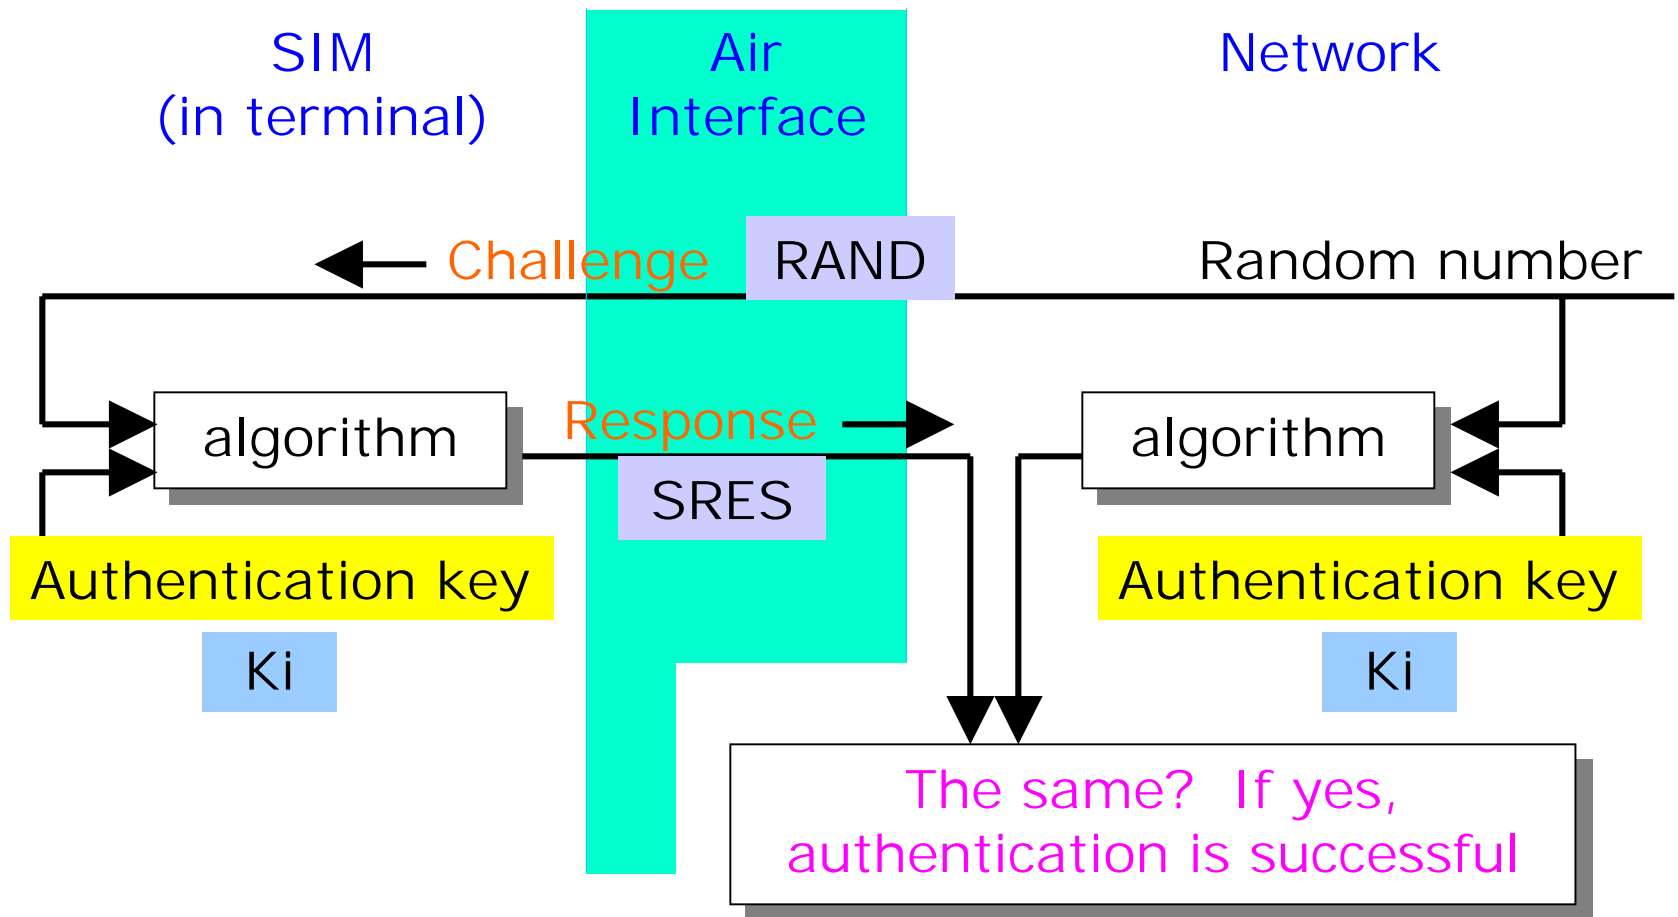 SIM
(in terminal)
Air
Interface
Network
Challenge
RAND
Random number
algorithm
Response
algorithm
SRES
Authentication key
Authentication key
Ki
Ki
The same? If yes,
authentication is successful